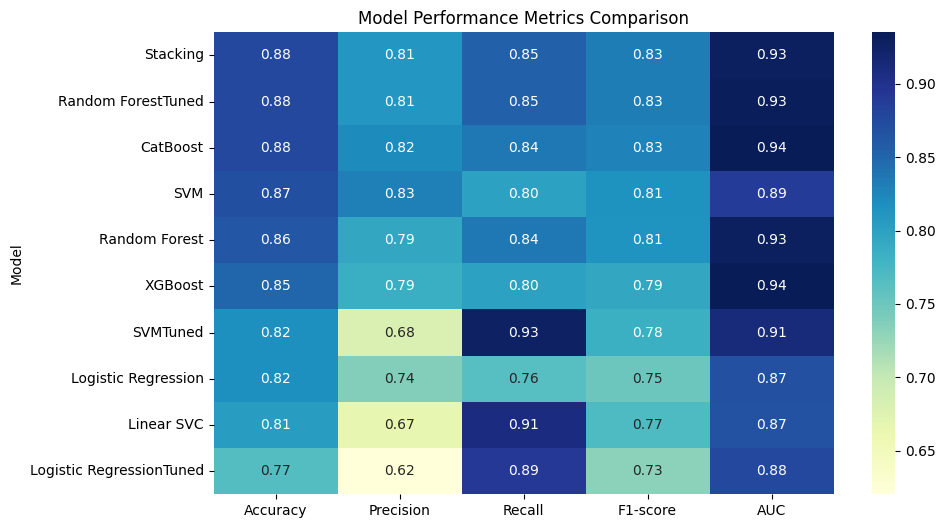 Model Performance Metrics Comparison
Model
Stacking 0.88 0.81 0.85 0.83 0.93
Random ForestTuned 0.88 0.81 0.85 0.83 0.93
CatBoost 0.88 0.82 0.84 0.83 0.94
SVM 0.87 0.83 0.80 0.81 0.89
Random Forest 0.86 0.79 0.84 0.81 0.93
XGBoost 0.85 0.79 0.80 0.79 0.94
SVMTuned 0.82 0.68 0.93 0.78 0.91
Logistic Regression 0.82 0.74 0.76 0.75 0.87
Linear SVC 0.81 0.67 0.91 0.77 0.87
Logistic RegressionTuned 0.77 0.62 0.89 0.73 0.88
Accuracy Precision Recall F1-score AUC
0.90
0.85
0.80
0.75
0.70
0.65